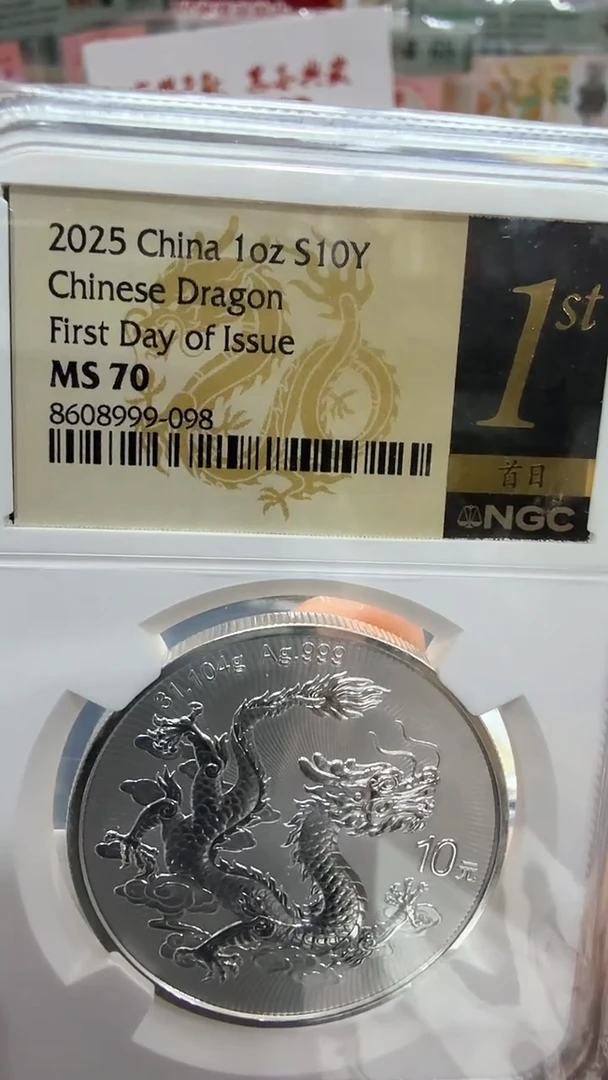 2025 China 1oz S10Y
Chinese Dragon
First Day of Issue
MS 70
8608999-098
1st
首日
NGC
31.104g Ag.999
10元